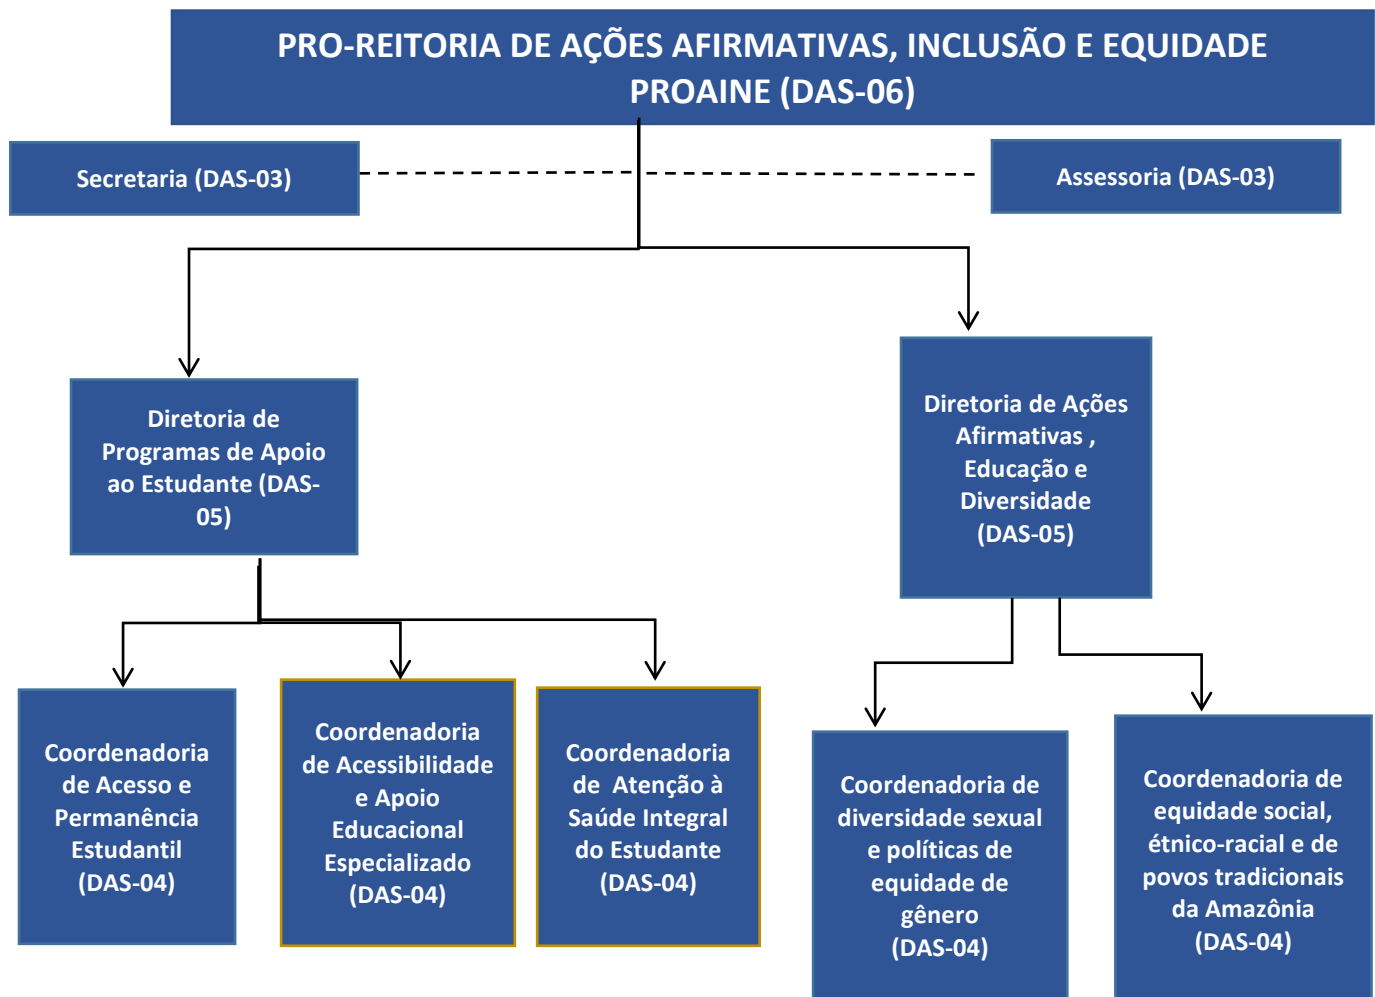 PRO-REITORIA DE AÇÕES AFIRMATIVAS, INCLUSÃO E EQUIDADE
PROAINE (DAS-06)
Secretaria (DAS-03)
Assessoria (DAS-03)
Diretoria de
Programas de Apoio
ao Estudante (DAS-
05)
Diretoria de Ações
Afirmativas ,
Educação e
Diversidade
(DAS-05)
Coordenadoria
de Acesso e
Permanência
Estudantil
(DAS-04)
Coordenadoria
de Acessibilidade
e Apoio
Educacional
Especializado
(DAS-04)
Coordenadoria
de Atenção à
Saúde Integral
do Estudante
(DAS-04)
Coordenadoria de
diversidade sexual
e políticas de
equidade de
gênero
(DAS-04)
Coordenadoria de
equidade social,
étnico-racial e de
povos tradicionais
da Amazônia
(DAS-04)